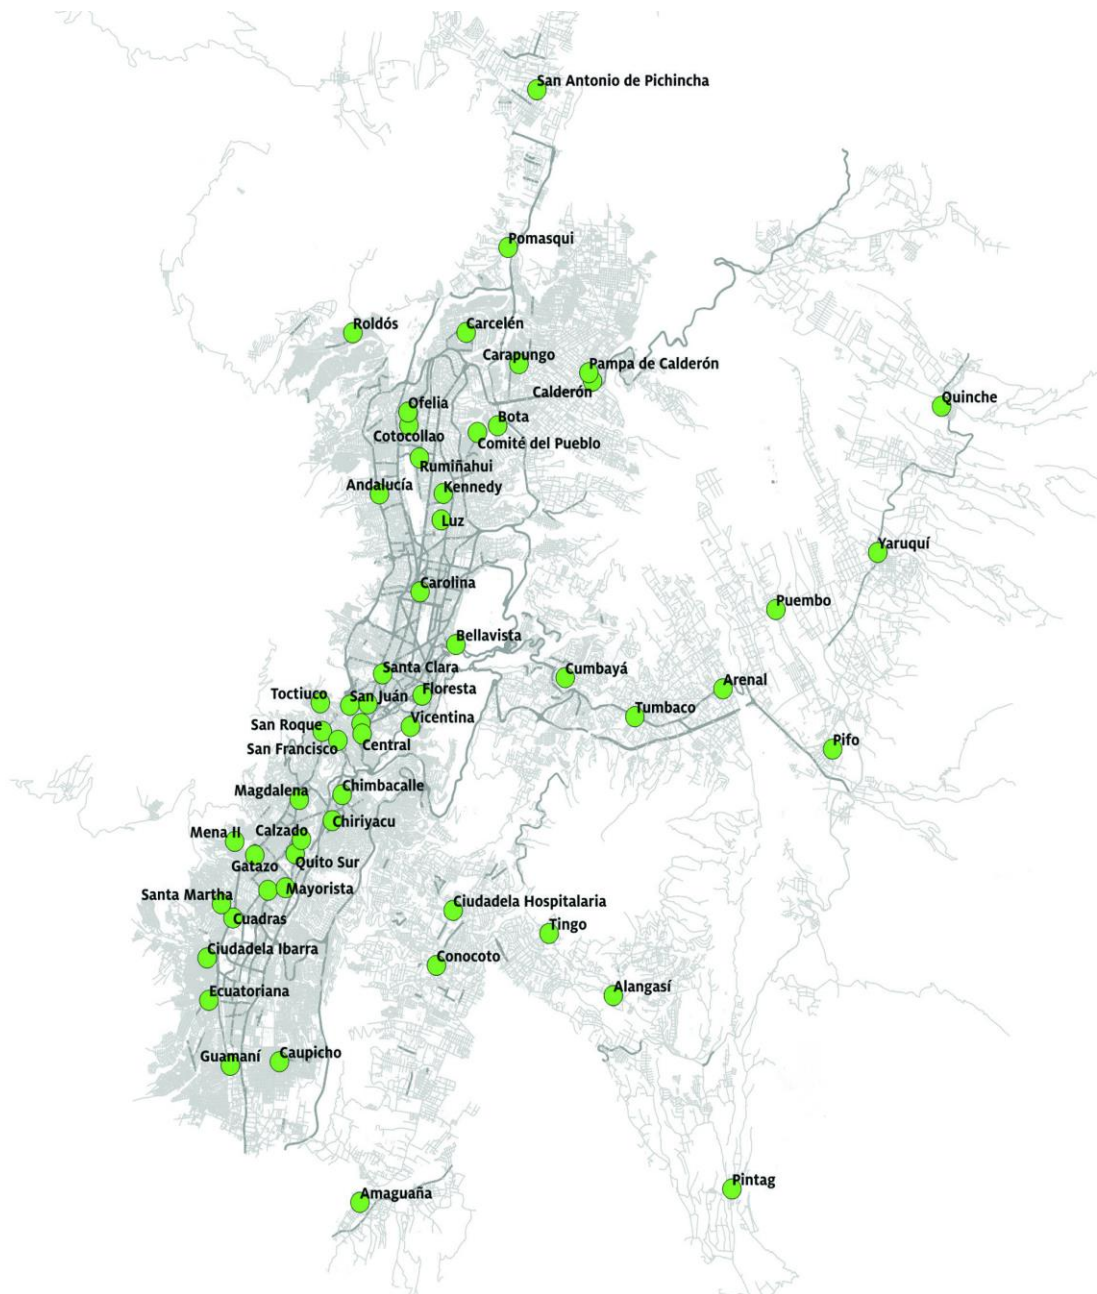 San Antonio de Pichincha
Pomasqui
Roldós
Carcelén
Carapungo
Pampa de Calderón
Calderón
Quinche
Ofelia
Bota
Cotocollao
Comité del Pueblo
Rumiñahui
Andalucía
Kennedy
Luz
Yaruquí
Carolina
Puembo
Bellavista
Santa Clara
Cumbayá
Arenal
Toctiuco
San Juán
Floresta
Tumbaco
San Roque
Vicentina
San Francisco
Central
Pifo
Magdalena
Chimbacalle
Chiriyacu
Mena II
Calzado
Gatazo
Quito Sur
Santa Martha
Mayorista
Cuadras
Ciudadela Hospitalaria
Tingo
Ciudadela Ibarra
Conocoto
Ecuatoriana
Alangasí
Guamaní
Caupicho
Pintag
Amaguaña